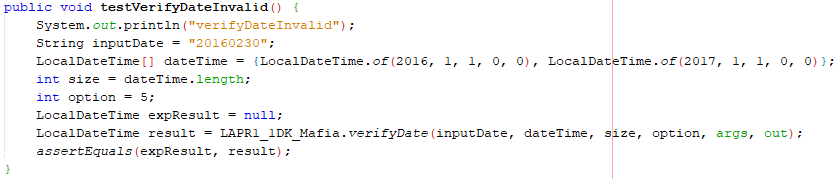 public void testVerifyDateInvalid() {
    System.out.println("verifyDateInvalid");
    String inputDate = "20160230";
    LocalDateTime[] dateTime = {LocalDateTime.of(2016, 1, 1, 0, 0), LocalDateTime.of(2017, 1, 1, 0, 0)};
    int size = dateTime.length;
    int option = 5;
    LocalDateTime expResult = null;
    LocalDateTime result = LAPR1_1DK_Mafia.verifyDate(inputDate, dateTime, size, option, args, out);
    assertEquals(expResult, result);
}